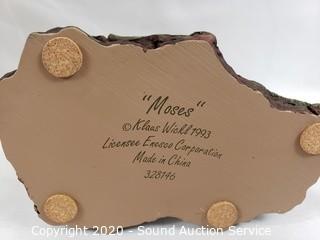 "Moses"
© Klaus Wickl 1993
Licensee Enesco Corporation
Made in China
328146
Copyright 2020 - Sound Auction Service